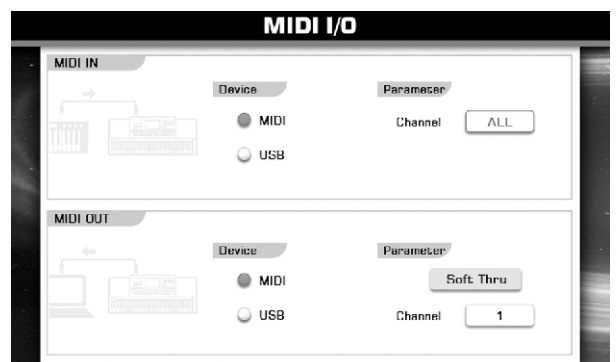 MIDI I/O
MIDI IN
Device Parameter
MIDI Channel ALL
USB
MIDI OUT
Device Parameter
MIDI Soft Thru
USB Channel 1